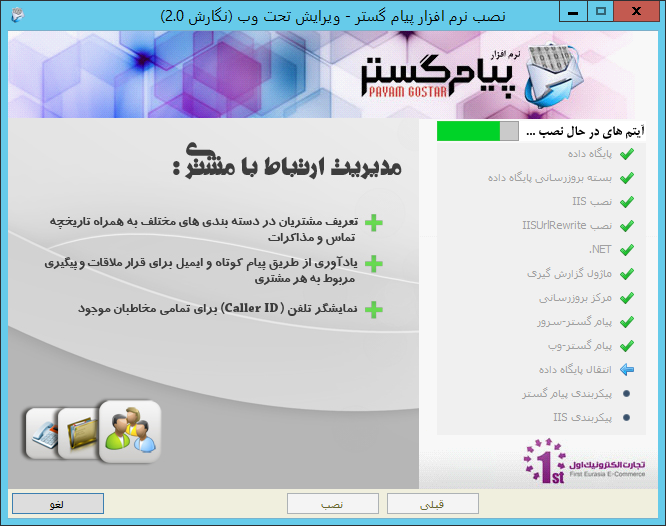 نصب نرم افزار پیام گستر - ویرایش تحت وب (نگارش 2.0)
نرم افزار
پیام گستر
PAYAM GOSTAR
آیتم های در حال نصب ...
پایگاه داده
بسته بروزرسانی پایگاه داده
نصب IIS
نصب IISUrlRewrite
.NET
ماژول گزارش گیری
مرکز بروزرسانی
پیام گستر-سرور
پیام گستر-وب
انتقال پایگاه داده
پیکربندی پیام گستر
پیکربندی IIS
مدیریت ارتباط با مشتری :
تعریف مشتریان در دسته بندی های مختلف به همراه تاریخچه
تماس و مذاکرات
یادآوری از طریق پیام کوتاه و ایمیل برای قرار ملاقات و پیگیری
مربوط به هر مشتری
نمایشگر تلفن (Caller ID) برای تمامی مخاطبان موجود
1st
تجارت الکترونیک اول
First Eurasia E-Commerce
قبلی
نصب
لغو